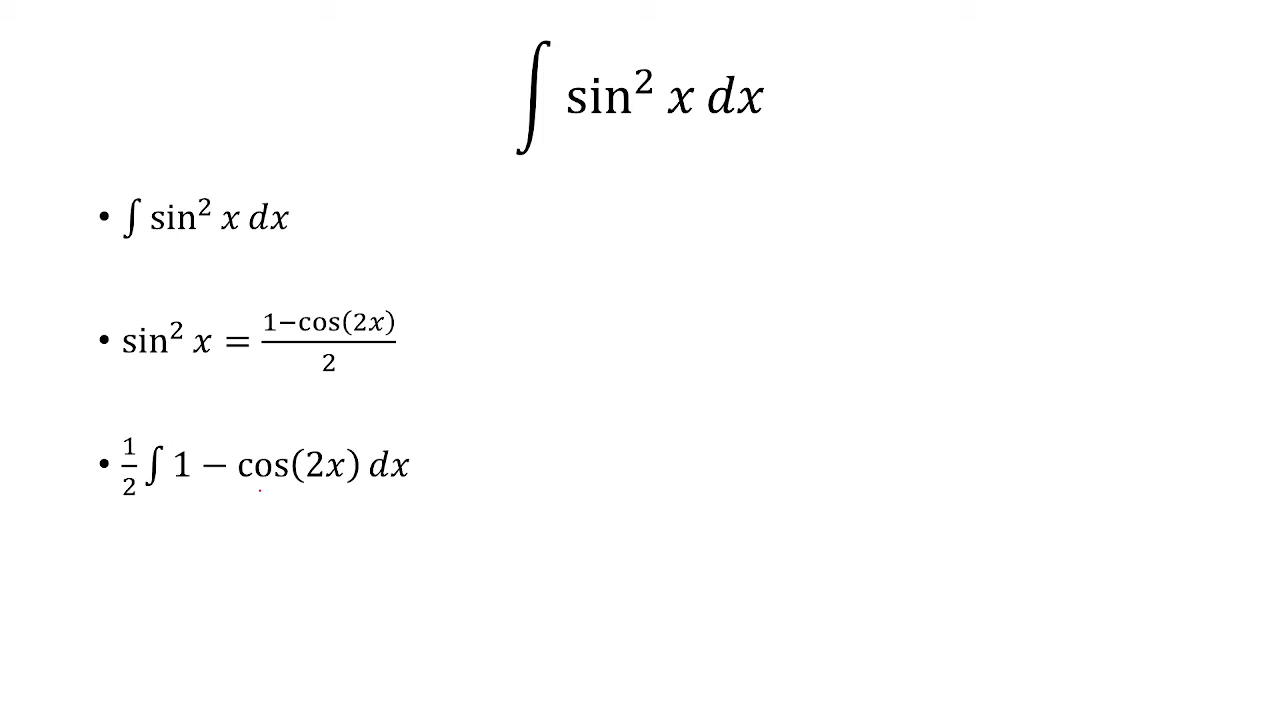 ∫ sin² x dx
• ∫ sin² x dx
• sin² x = 1−cos(2x)/2
• 1/2 ∫ 1 − cos(2x) dx